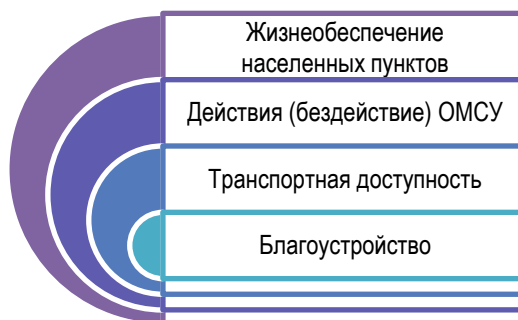 Жизнеобеспечение
населенных пунктов
Действия (бездействие) ОМСУ
Транспортная доступность
Благоустройство